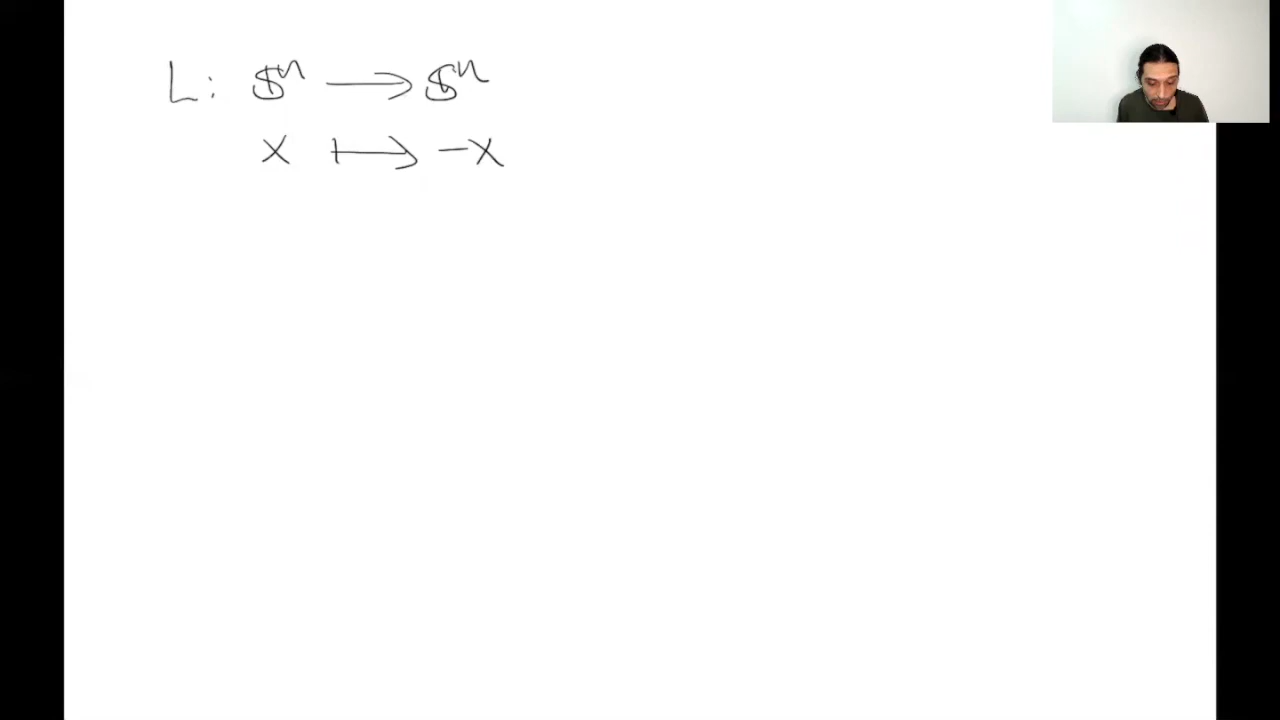 L: 𝕊ⁿ ⟶ 𝕊ⁿ
x ⟼ -x